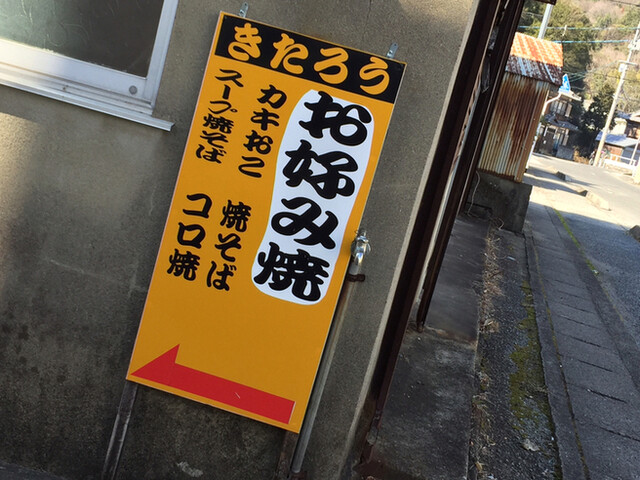 きたろう
お好み焼
カキおこ
焼そば
スープ焼そば
コロ焼